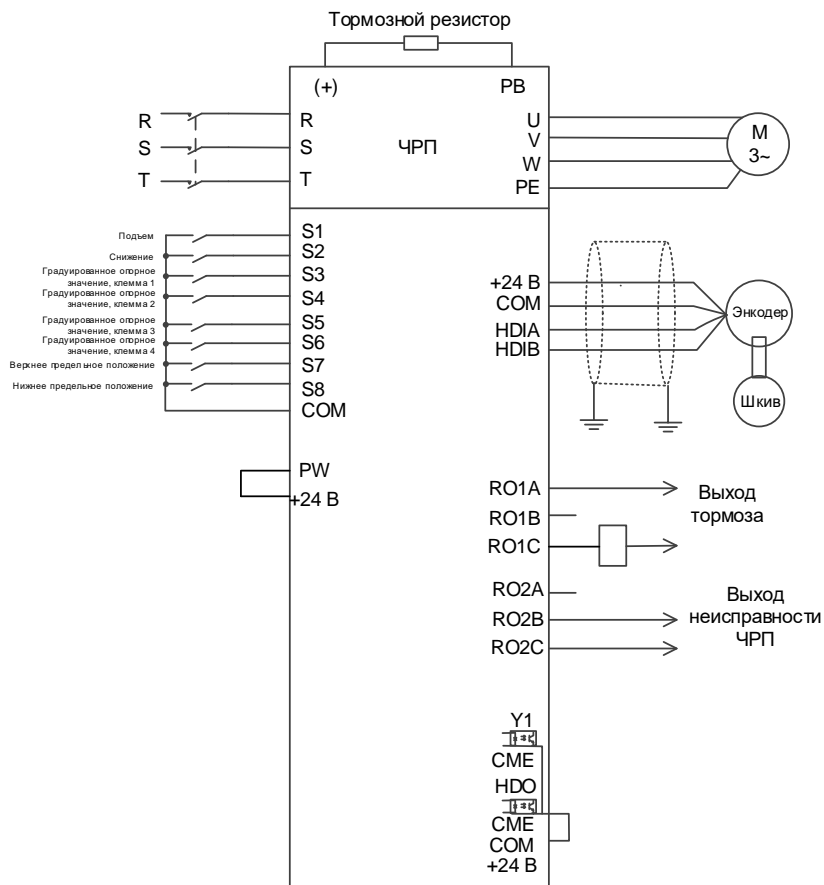 Тормозной резистор
(+)
PB
R
S
T
R
S
T
ЧРП
U
V
W
PE
M
3~
Подъем
Снижение
Градуированное опорное
значение, клемма 1
Градуированное опорное
значение, клемма 2
Градуированное опорное
значение, клемма 3
Градуированное опорное
значение, клемма 4
Верхнее предельное положение
Нижнее предельное положение
S1
S2
S3
S4
S5
S6
S7
S8
COM
PW
+24 В
+24 В
COM
HDIA
HDIB
Энкодер
Шкив
RO1A
RO1B
RO1C
Выход
тормоза
RO2A
RO2B
RO2C
Выход
неисправности
ЧРП
Y1
CME
HDO
CME
COM
+24 В